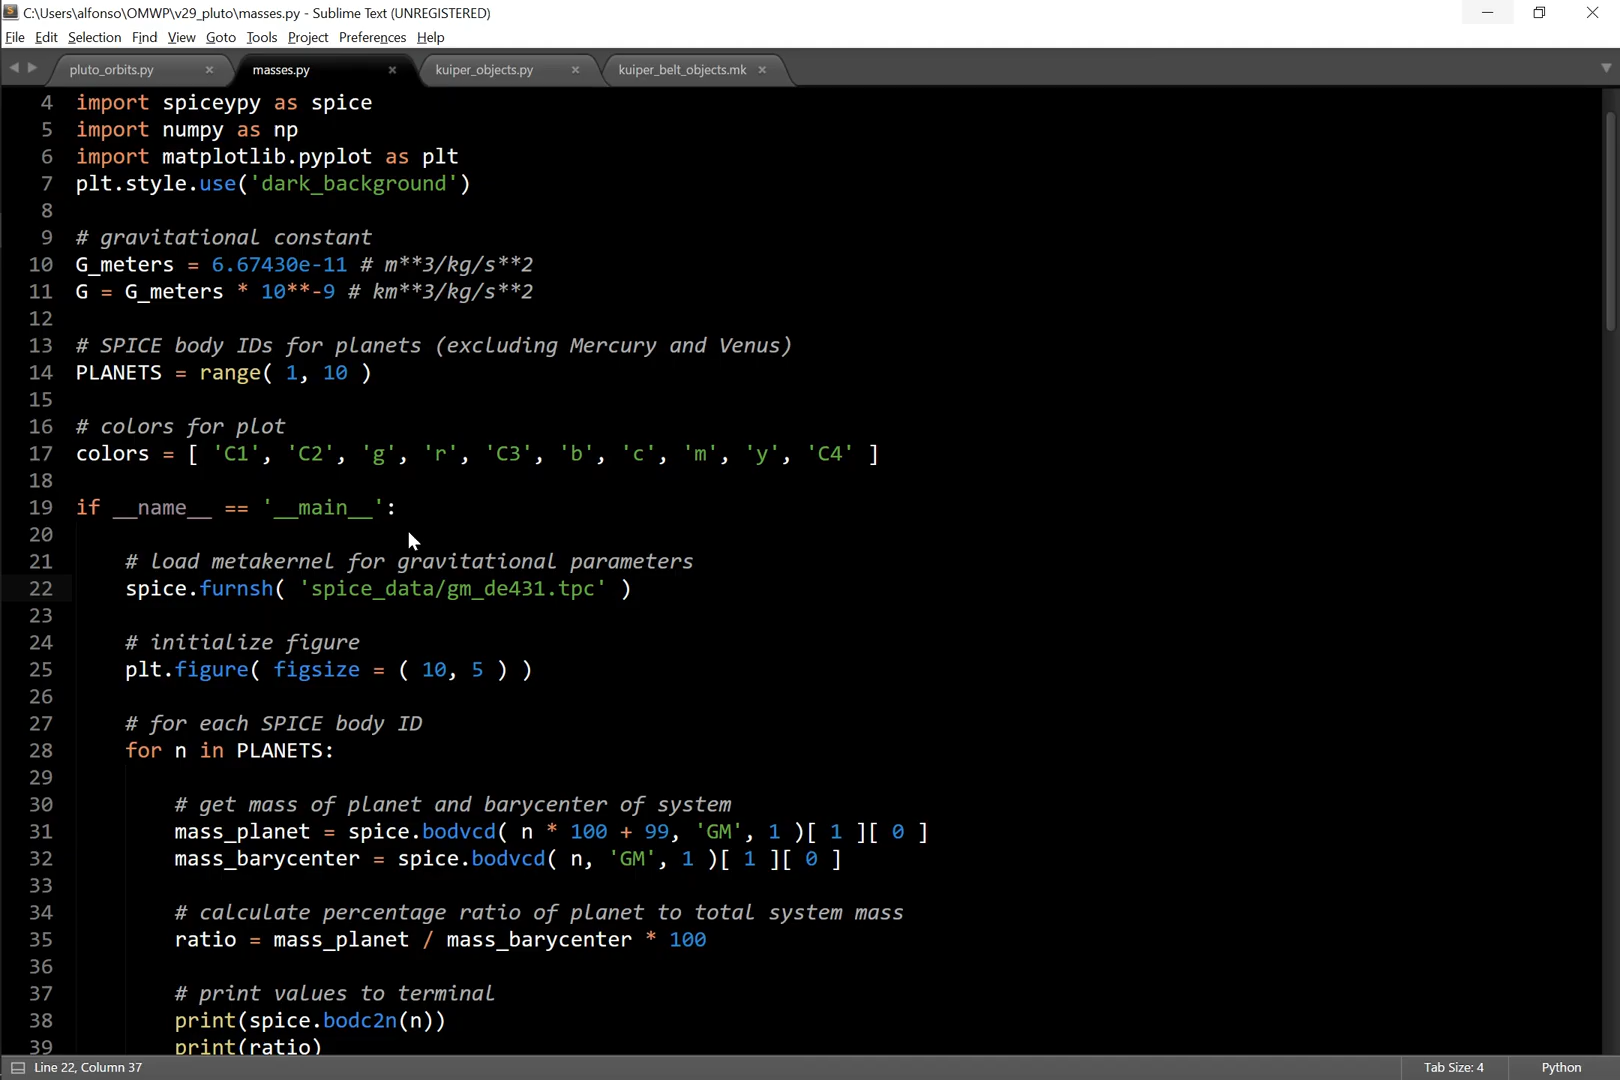 C:\Users\alfonso\OMWP\v29_pluto\masses.py - Sublime Text (UNREGISTERED)
File Edit Selection Find View Goto Tools Project Preferences Help
pluto_orbits.py masses.py kuiper_objects.py kuiper_belt_objects.mk
4 import spiceypy as spice
5 import numpy as np
6 import matplotlib.pyplot as plt
7 plt.style.use('dark_background')
8
9 # gravitational constant
10 G_meters = 6.67430e-11 # m**3/kg/s**2
11 G = G_meters * 10**-9 # km**3/kg/s**2
12
13 # SPICE body IDs for planets (excluding Mercury and Venus)
14 PLANETS = range( 1, 10 )
15
16 # colors for plot
17 colors = [ 'C1', 'C2', 'g', 'r', 'C3', 'b', 'c', 'm', 'y', 'C4' ]
18
19 if __name__ == '__main__':
20
21 # load metakernel for gravitational parameters
22 spice.furnsh( 'spice_data/gm_de431.tpc' )
23
24 # initialize figure
25 plt.figure( figsize = ( 10, 5 ) )
26
27 # for each SPICE body ID
28 for n in PLANETS:
29
30 # get mass of planet and barycenter of system
31 mass_planet = spice.bodvcd( n * 100 + 99, 'GM', 1 )[ 1 ][ 0 ]
32 mass_barycenter = spice.bodvcd( n, 'GM', 1 )[ 1 ][ 0 ]
33
34 # calculate percentage ratio of planet to total system mass
35 ratio = mass_planet / mass_barycenter * 100
36
37 # print values to terminal
38 print(spice.bodc2n(n))
39 print(ratio)
Line 22, Column 37 Tab Size: 4 Python